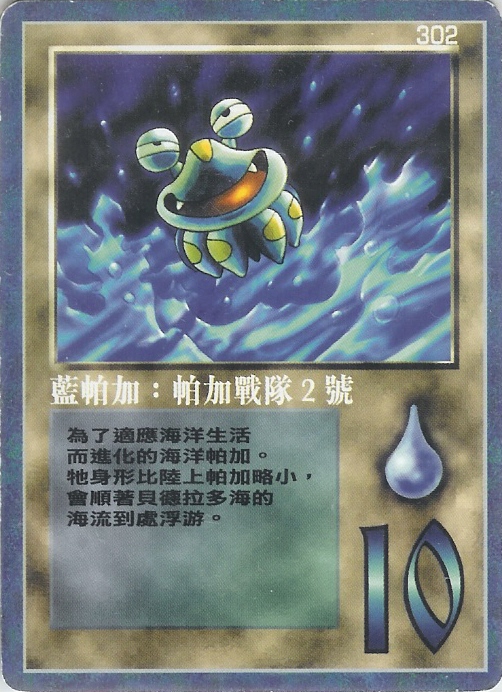 302
藍帕加：帕加戰隊2號
為了適應海洋生活
而進化的海洋帕加。
牠身形比陸上帕加略小，
會順著貝德拉多海的
海流到處浮游。
10